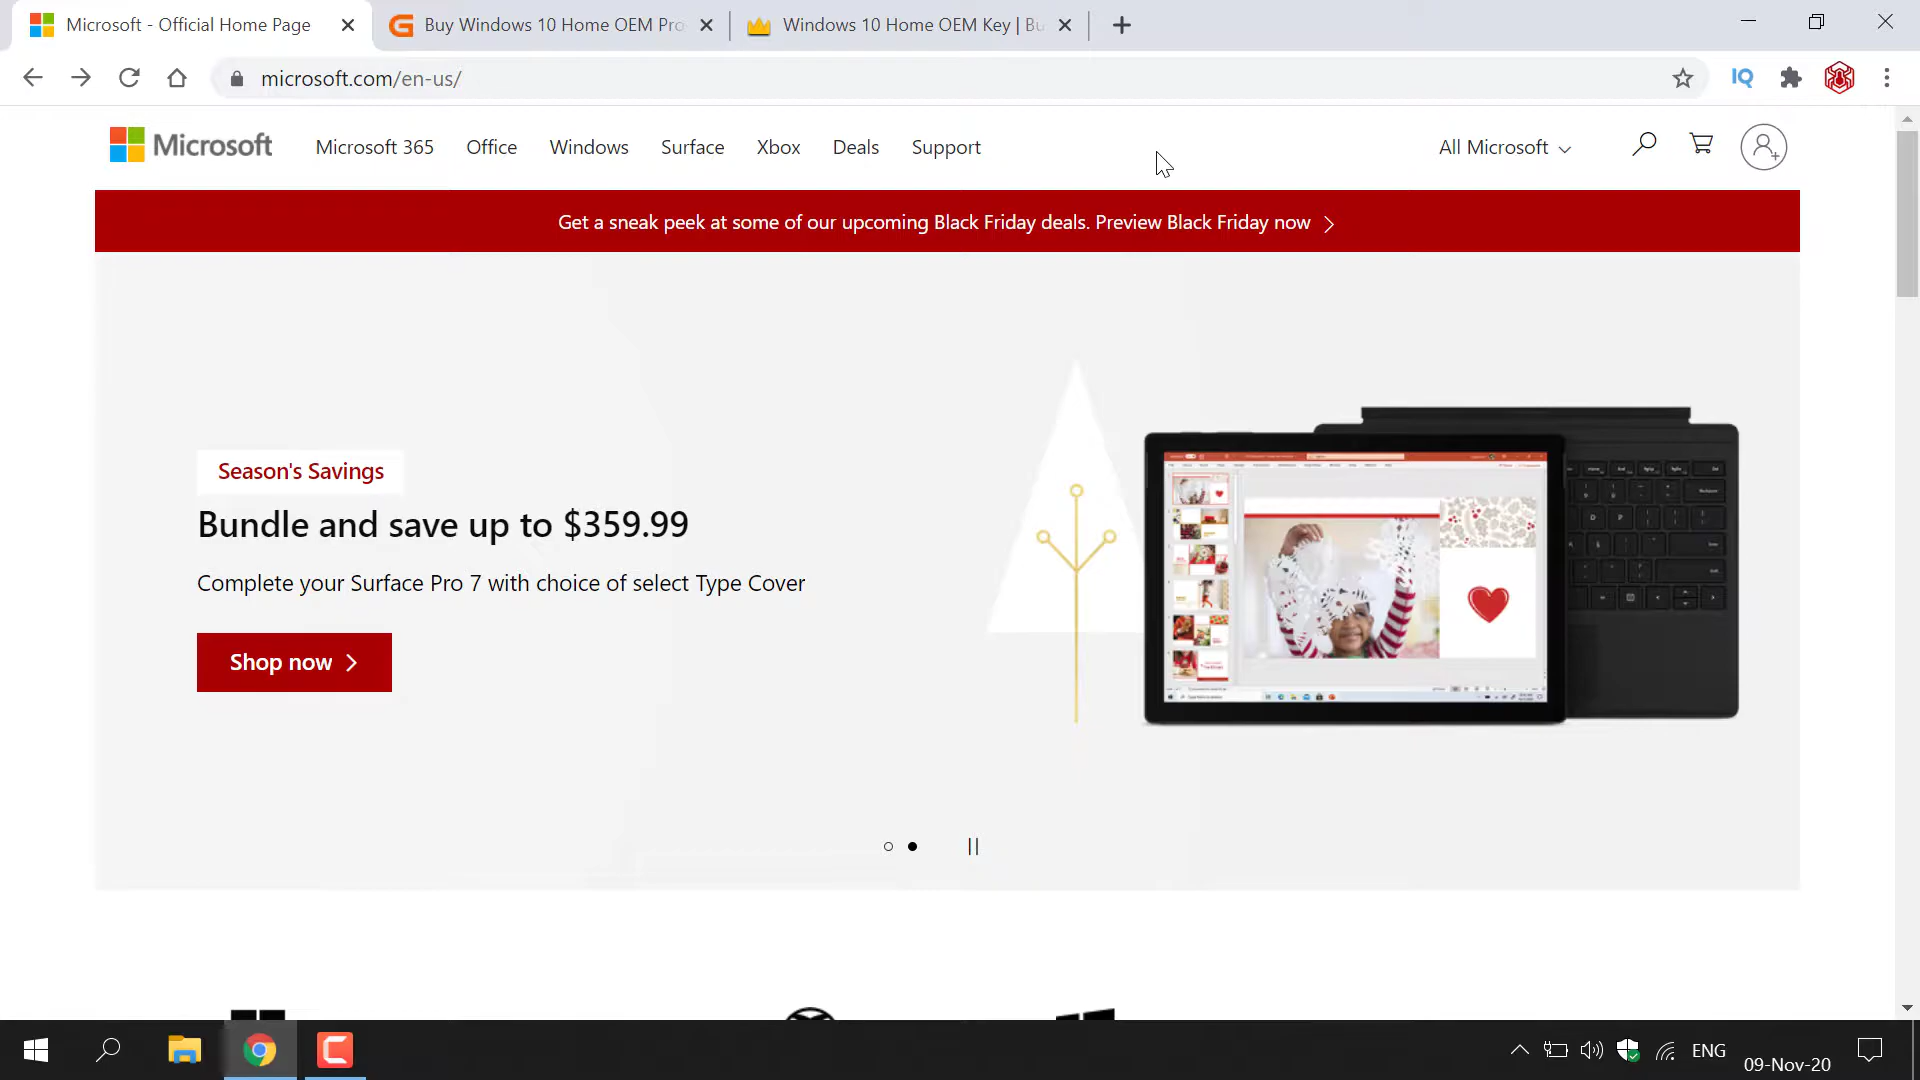 Microsoft - Official Home Page
Buy Windows 10 Home OEM Pro
Windows 10 Home OEM Key | Bu
microsoft.com/en-us/
IQ
Microsoft
Microsoft 365
Office
Windows
Surface
Xbox
Deals
Support
All Microsoft
Get a sneak peek at some of our upcoming Black Friday deals. Preview Black Friday now
Season's Savings
Bundle and save up to $359.99
Complete your Surface Pro 7 with choice of select Type Cover
Shop now
ENG
09-Nov-20